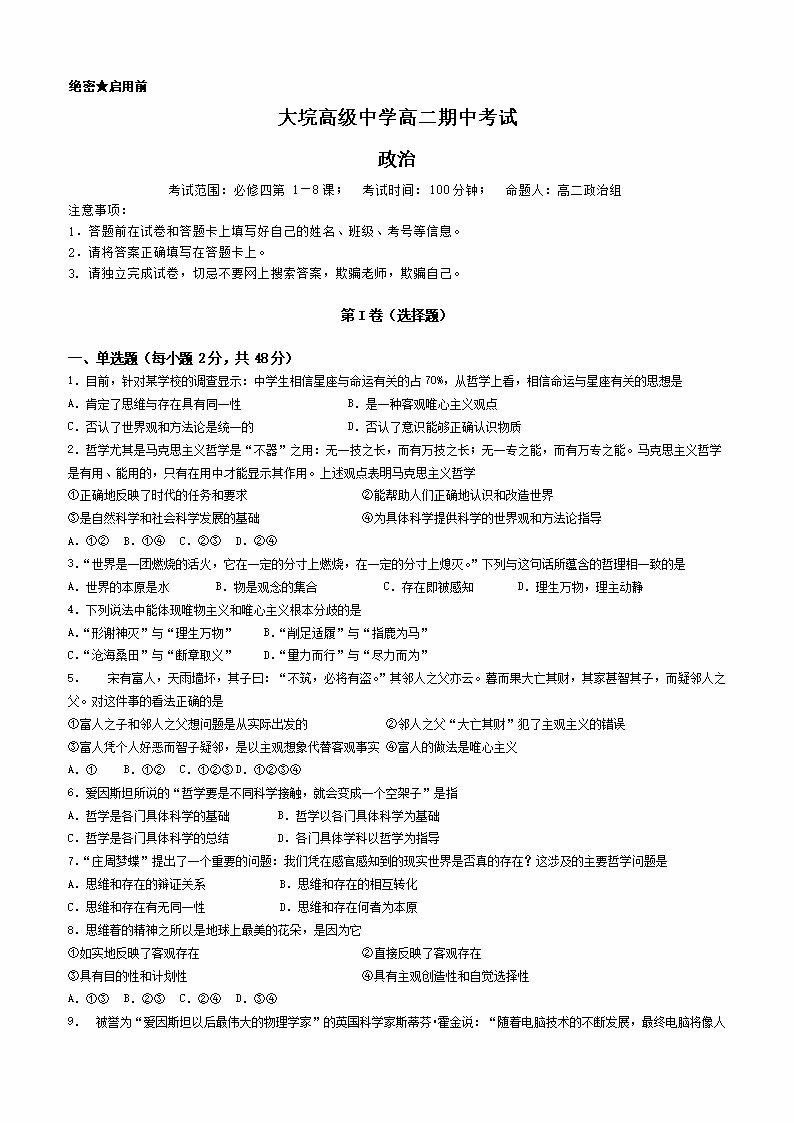 绝密★启用前
大垸高级中学高二期中考试
政治
考试范围：必修四第 1－8课； 考试时间：100分钟； 命题人：高二政治组
注意事项：
1．答题前在试卷和答题卡上填写好自己的姓名、班级、考号等信息。
2．请将答案正确填写在答题卡上。
3. 请独立完成试卷，切忌不要网上搜索答案，欺骗老师，欺骗自己。
第I卷（选择题）
一、单选题（每小题 2分，共 48分）
1．目前，针对某学校的调查显示：中学生相信星座与命运有关的占70%，从哲学上看，相信命运与星座有关的思想是
A．肯定了思维与存在具有同一性 B．是一种客观唯心主义观点
C．否认了世界观和方法论是统一的 D．否认了意识能够正确认识物质
2．哲学尤其是马克思主义哲学是“不器”之用：无一技之长，而有万技之长；无一专之能，而有万专之能。马克思主义哲学
是有用、能用的，只有在用中才能显示其作用。上述观点表明马克思主义哲学
①正确地反映了时代的任务和要求 ②能帮助人们正确地认识和改造世界
③是自然科学和社会科学发展的基础 ④为具体科学提供科学的世界观和方法论指导
A．①② B．①④ C．②③ D．②④
3．“世界是一团燃烧的活火，它在一定的分寸上燃烧，在一定的分寸上熄灭。”下列与这句话所蕴含的哲理相一致的是
A．世界的本原是水 B．物是观念的集合 C．存在即被感知 D．理生万物，理主动静
4．下列说法中能体现唯物主义和唯心主义根本分歧的是
A．“形谢神灭”与“理生万物” B．“削足适履”与“指鹿为马”
C．“沧海桑田”与“断章取义” D．“量力而行”与“尽力而为”
5． 宋有富人，天雨墙坏，其子曰：“不筑，必将有盗。”其邻人之父亦云。暮而果大亡其财，其家甚智其子，而疑邻人之
父。对这件事的看法正确的是
①富人之子和邻人之父想问题是从实际出发的 ②邻人之父“大亡其财”犯了主观主义的错误
③富人凭个人好恶而智子疑邻，是以主观想象代替客观事实 ④富人的做法是唯心主义
A．① B．①② C．①②③ D．①②③④
6．爱因斯坦所说的“哲学要是不同科学接触，就会变成一个空架子”是指
A．哲学是各门具体科学的基础 B．哲学以各门具体科学为基础
C．哲学是各门具体科学的总结 D．各门具体学科以哲学为指导
7．“庄周梦蝶”提出了一个重要的问题：我们凭在感官感知到的现实世界是否真的存在？这涉及的主要哲学问题是
A．思维和存在的辩证关系 B．思维和存在的相互转化
C．思维和存在有无同一性 D．思维和存在何者为本原
8．思维着的精神之所以是地球上最美的花朵，是因为它
①如实地反映了客观存在 ②直接反映了客观存在
③具有目的性和计划性 ④具有主观创造性和自觉选择性
A．①③ B．②③ C．②④ D．③④
9． 被誉为“爱因斯坦以后最伟大的物理学家”的英国科学家斯蒂芬·霍金说：“随着电脑技术的不断发展，最终电脑将像人